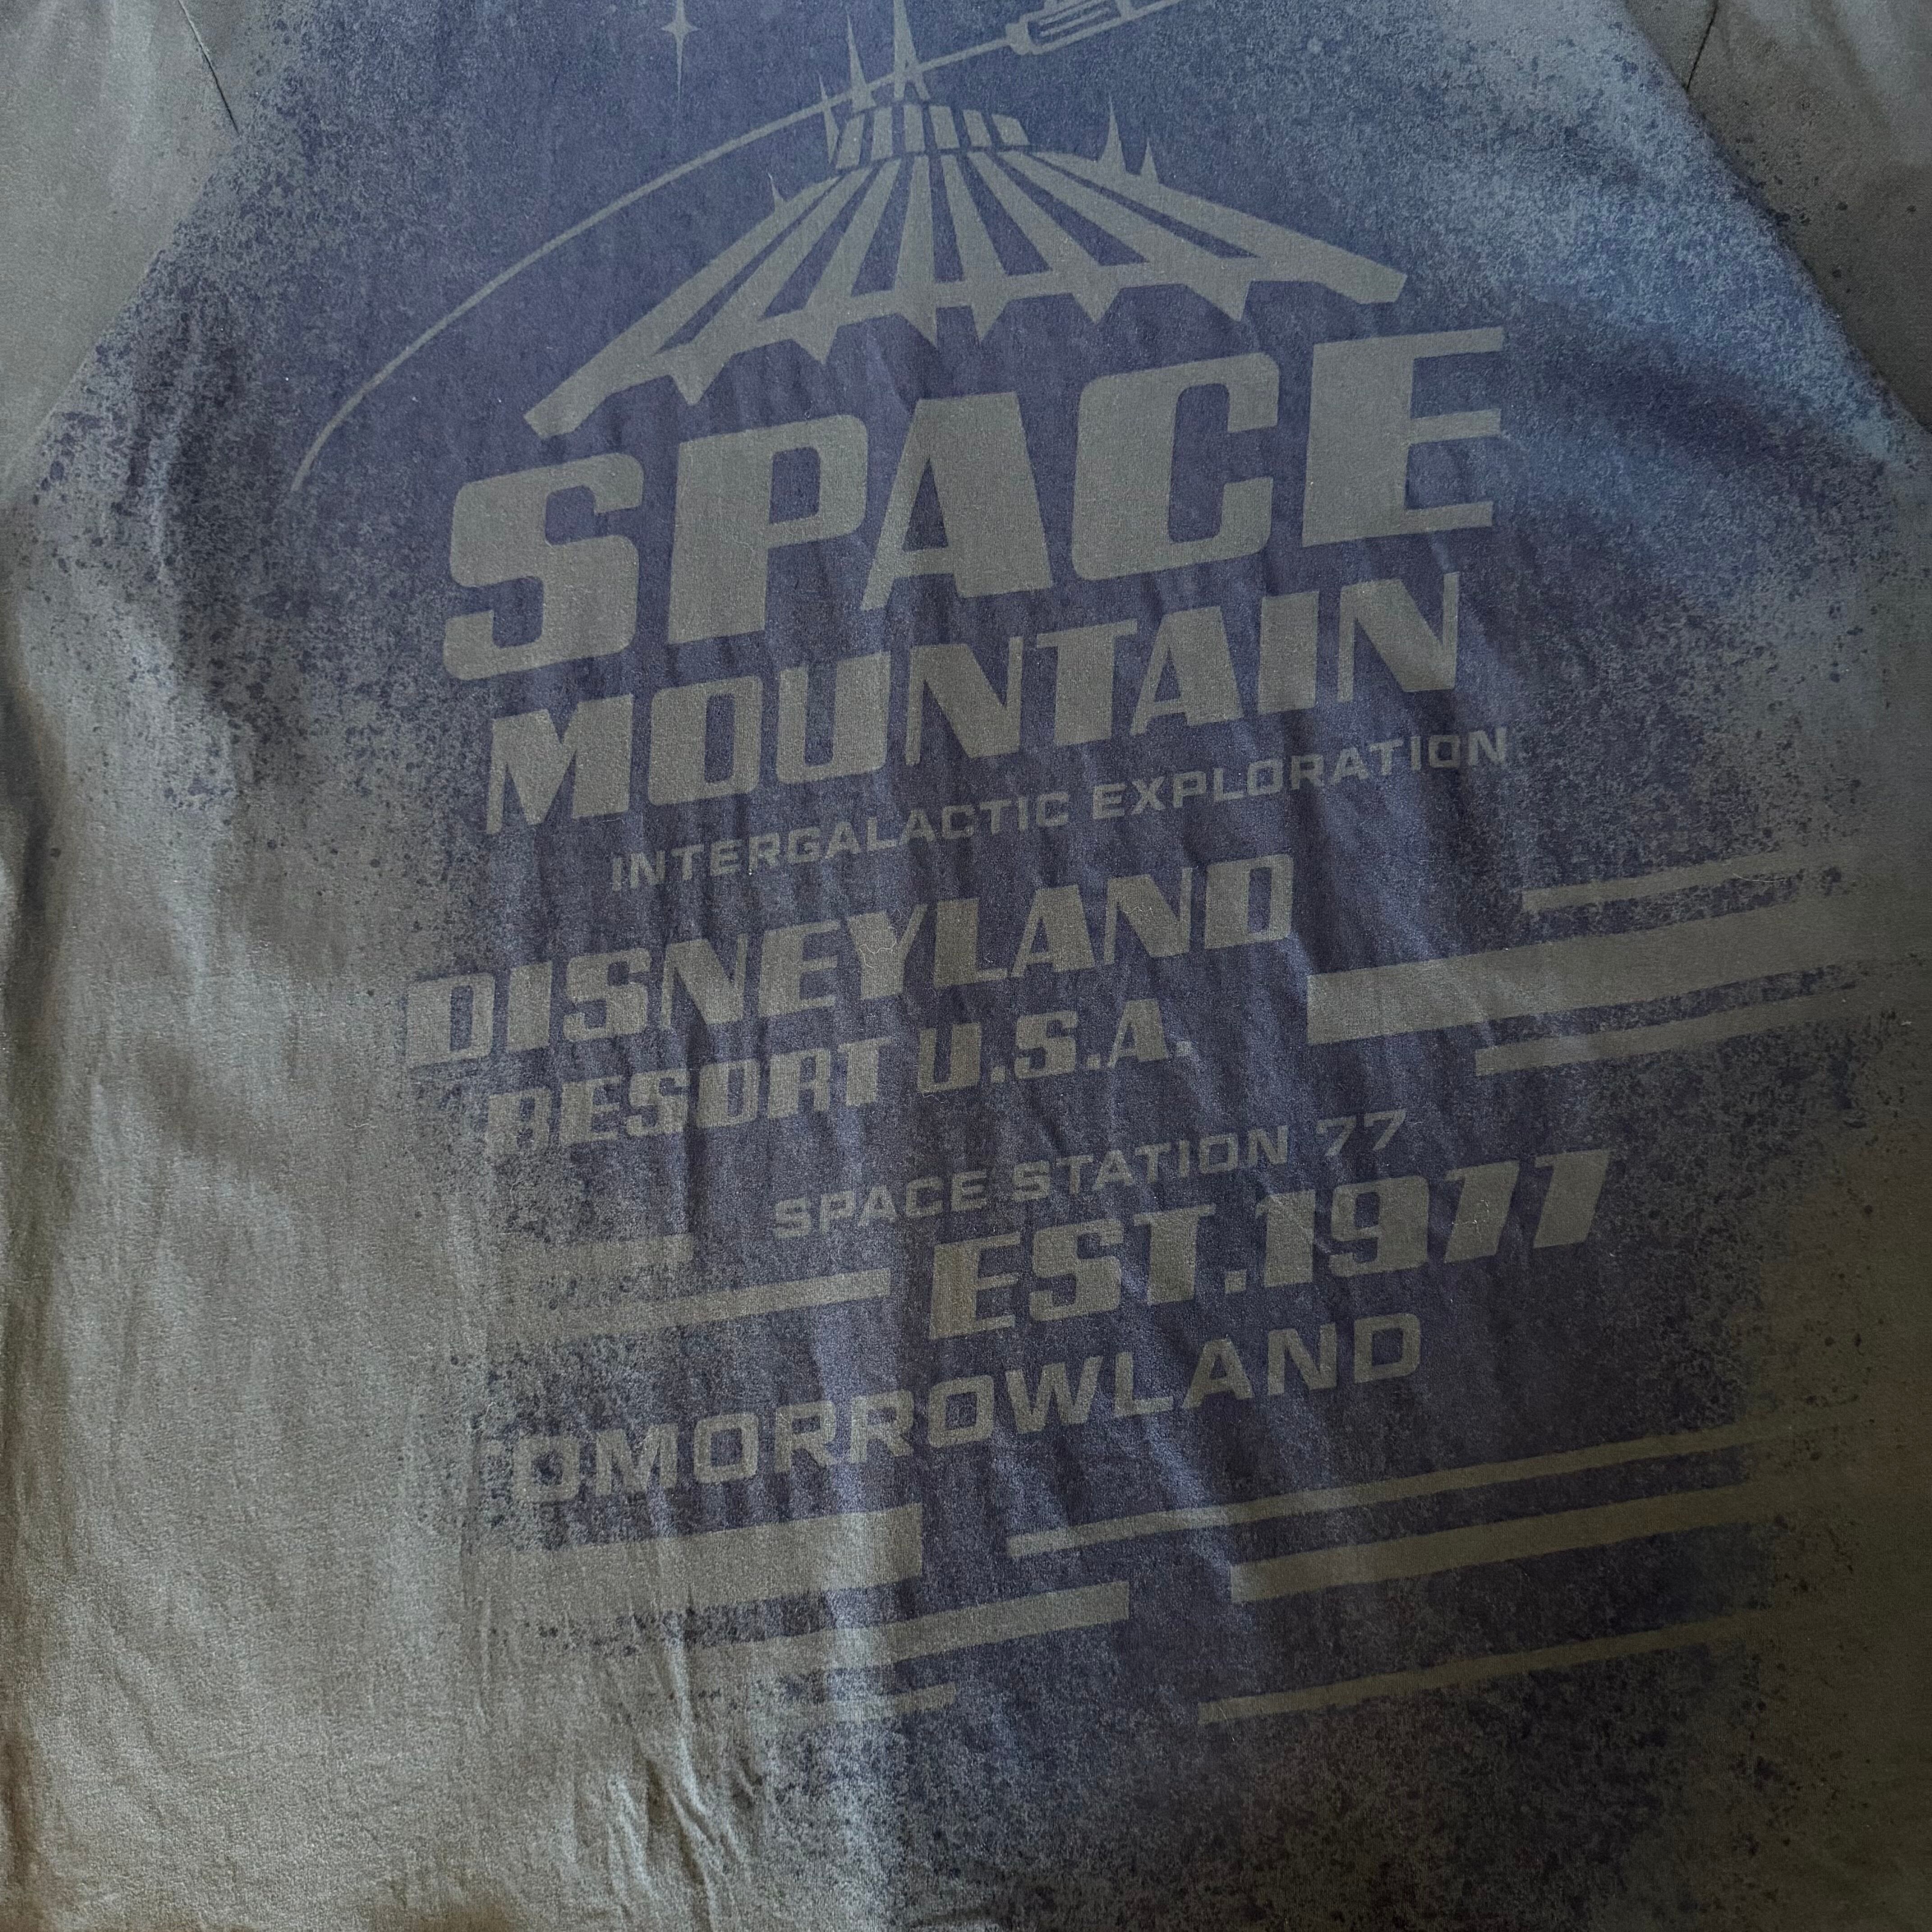 SPACE
MOUNTAIN
INTERGALACTIC EXPLORATION
DISNEYLAND
RESORT U.S.A.
SPACE STATION 77
EST.1977
TOMORROWLAND